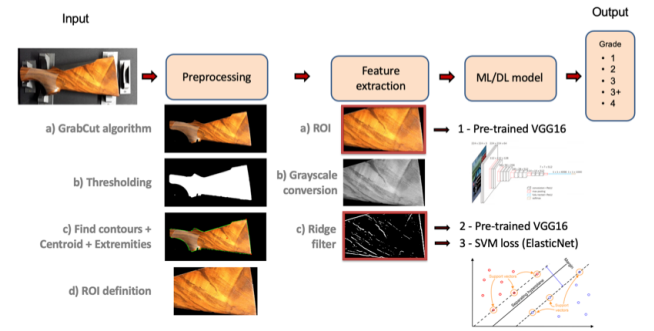 Input
Output
Preprocessing
Feature
extraction
ML/DL model
Grade
• 1
• 2
• 3
• 3+
• 4
a) GrabCut algorithm
a) ROI
1 - Pre-trained VGG16
b) Thresholding
b) Grayscale
conversion
c) Find contours +
Centroid + Extremities
c) Ridge
filter
2 - Pre-trained VGG16
3 - SVM loss (ElasticNet)
d) ROI definition
Separating hyperplane